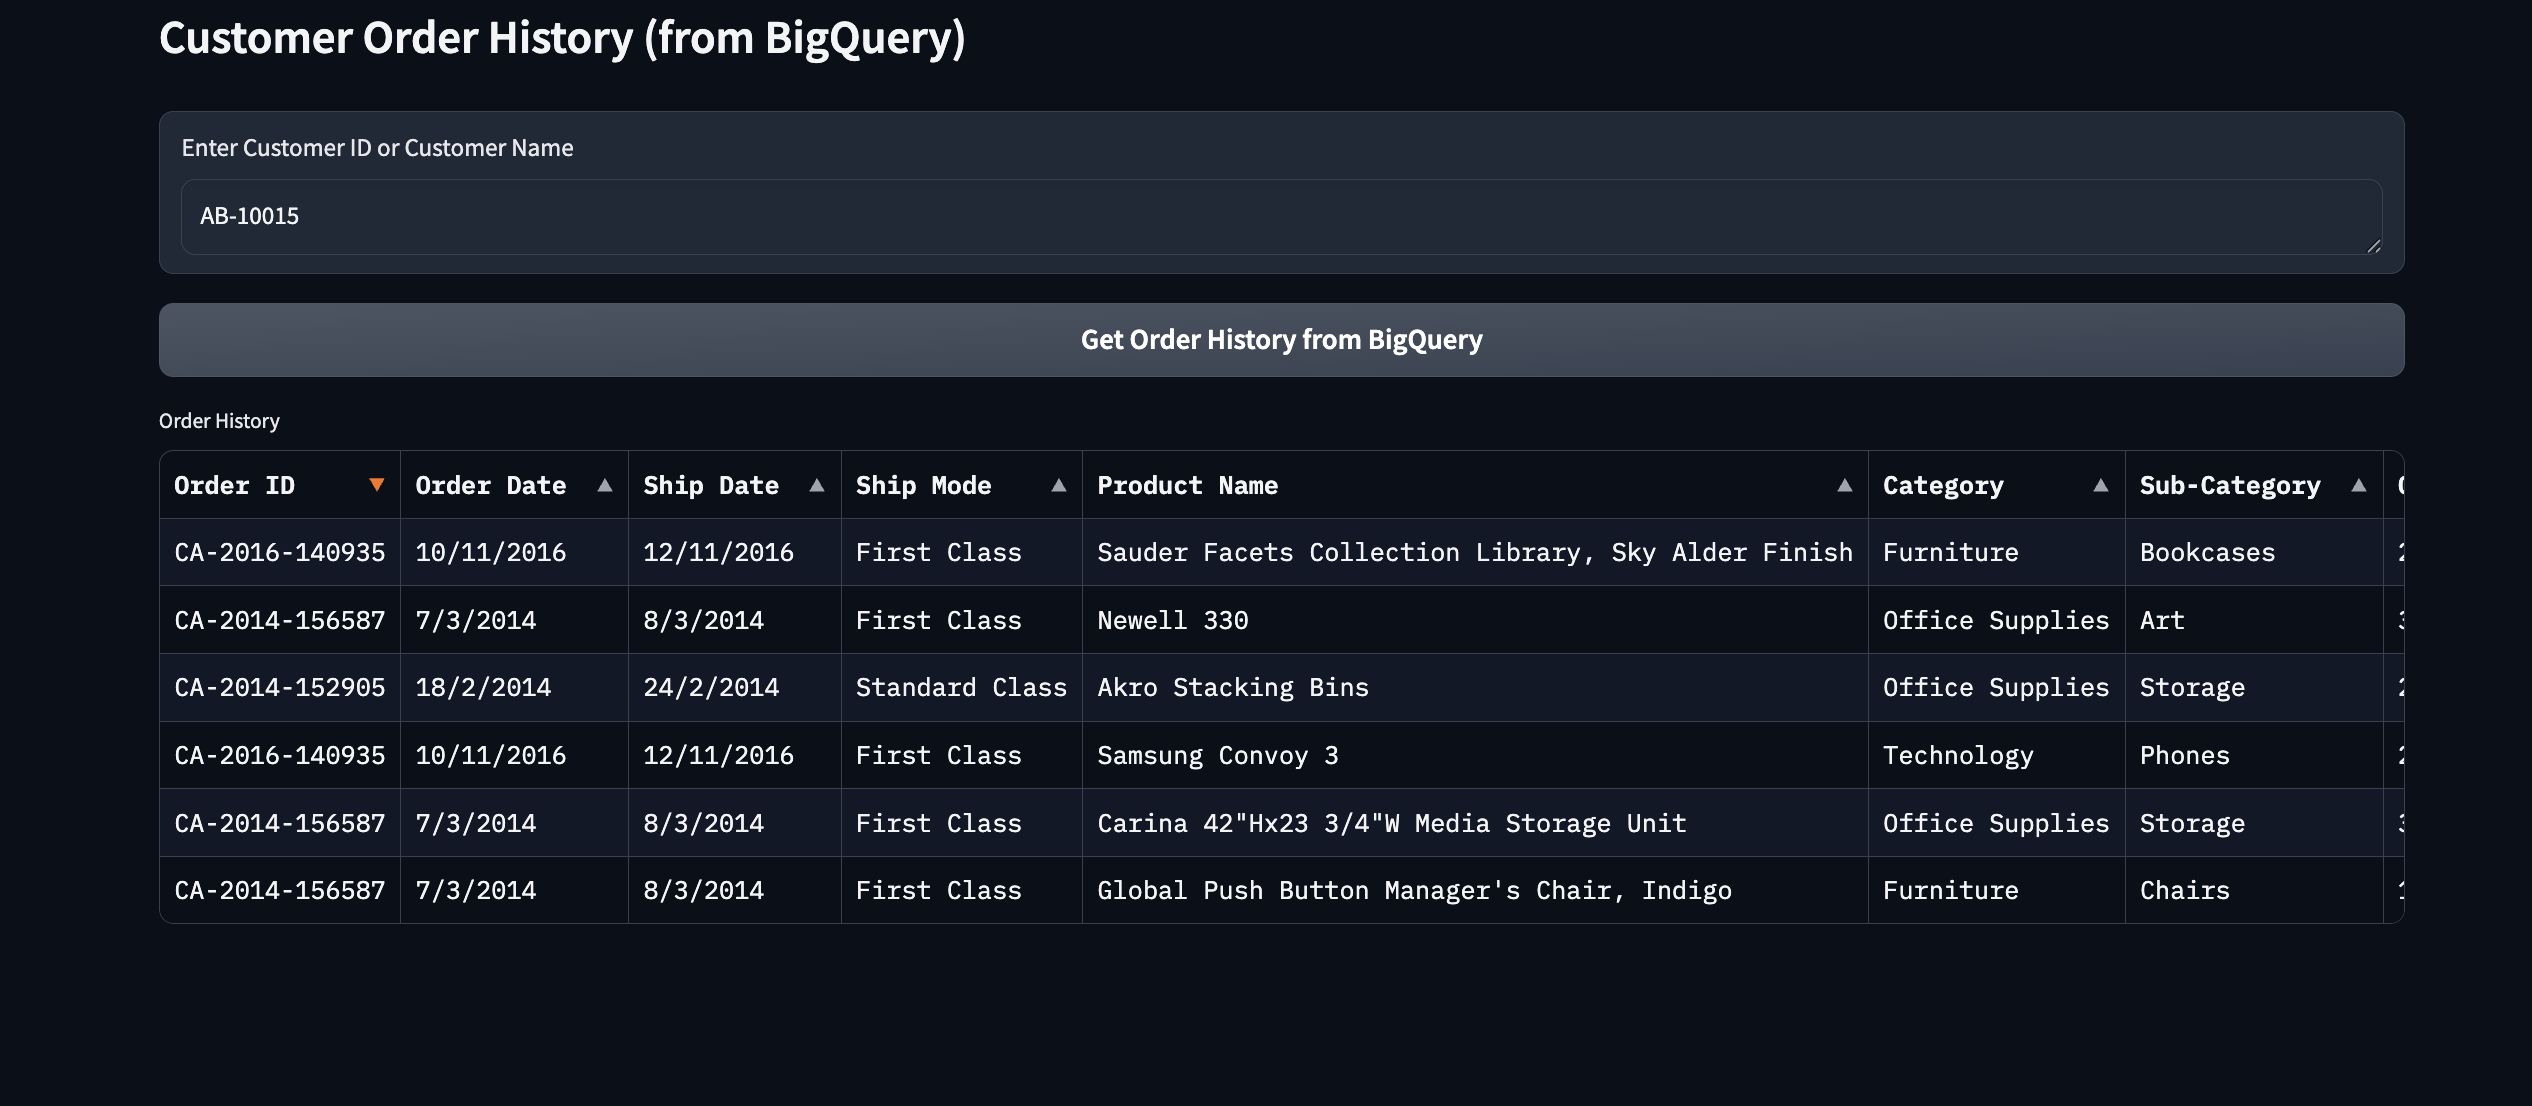 Customer Order History (from BigQuery)
Enter Customer ID or Customer Name
AB-10015
Get Order History from BigQuery
Order History
Order ID Order Date Ship Date Ship Mode Product Name Category Sub-Category
CA-2016-140935 10/11/2016 12/11/2016 First Class Sauder Facets Collection Library, Sky Alder Finish Furniture Bookcases
CA-2014-156587 7/3/2014 8/3/2014 First Class Newell 330 Office Supplies Art
CA-2014-152905 18/2/2014 24/2/2014 Standard Class Akro Stacking Bins Office Supplies Storage
CA-2016-140935 10/11/2016 12/11/2016 First Class Samsung Convoy 3 Technology Phones
CA-2014-156587 7/3/2014 8/3/2014 First Class Carina 42"Hx23 3/4"W Media Storage Unit Office Supplies Storage
CA-2014-156587 7/3/2014 8/3/2014 First Class Global Push Button Manager's Chair, Indigo Furniture Chairs